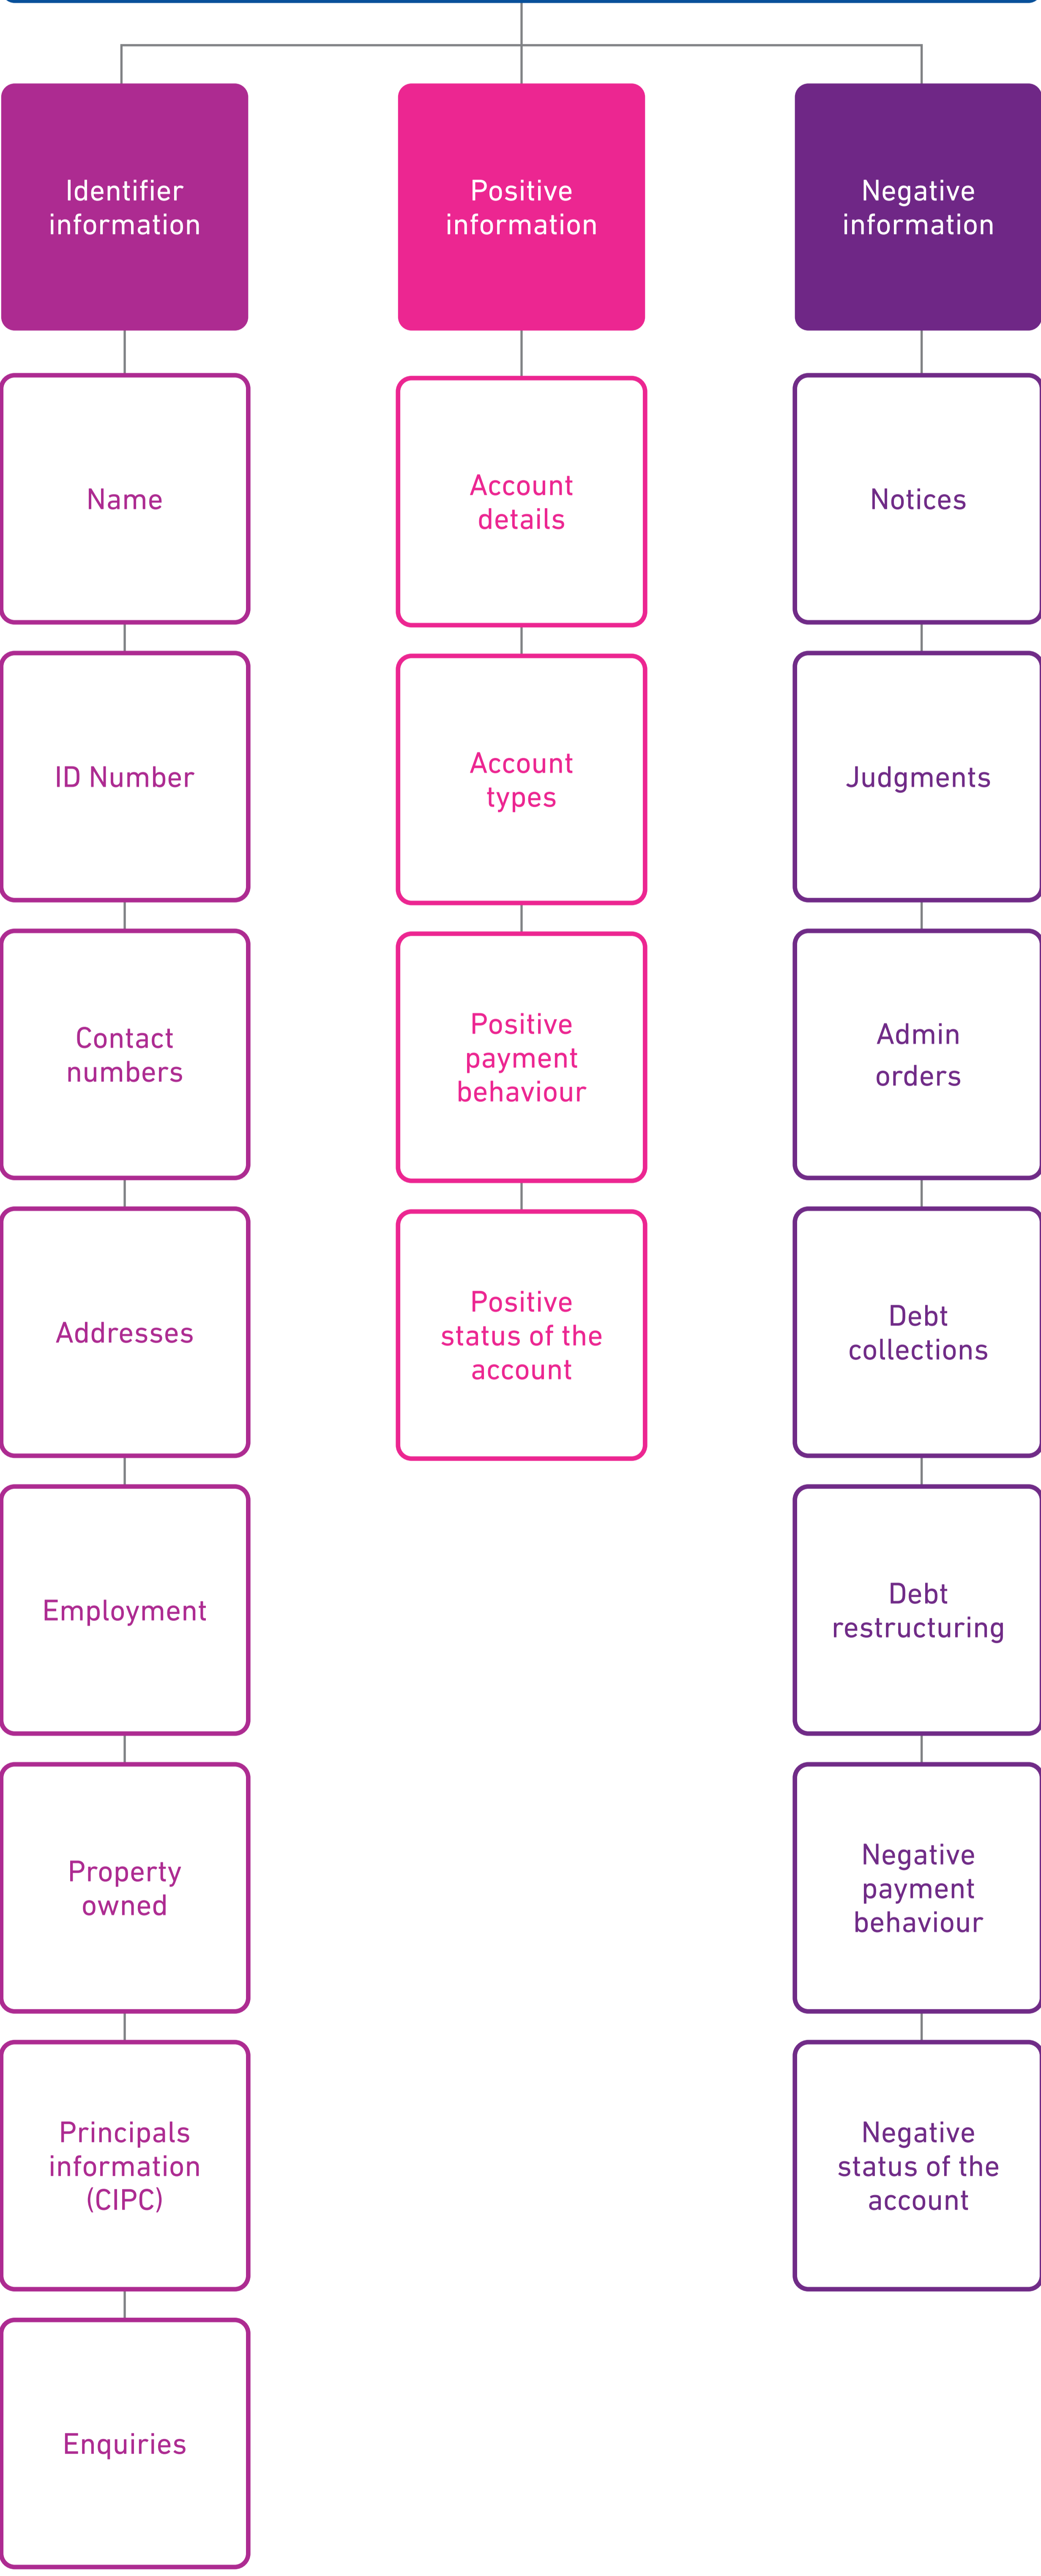 Identifier
information
Positive
information
Negative
information
Name
ID Number
Contact
numbers
Addresses
Employment
Property
owned
Principals
information
(CIPC)
Enquiries
Account
details
Account
types
Positive
payment
behaviour
Positive
status of the
account
Notices
Judgments
Admin
orders
Debt
collections
Debt
restructuring
Negative
payment
behaviour
Negative
status of the
account